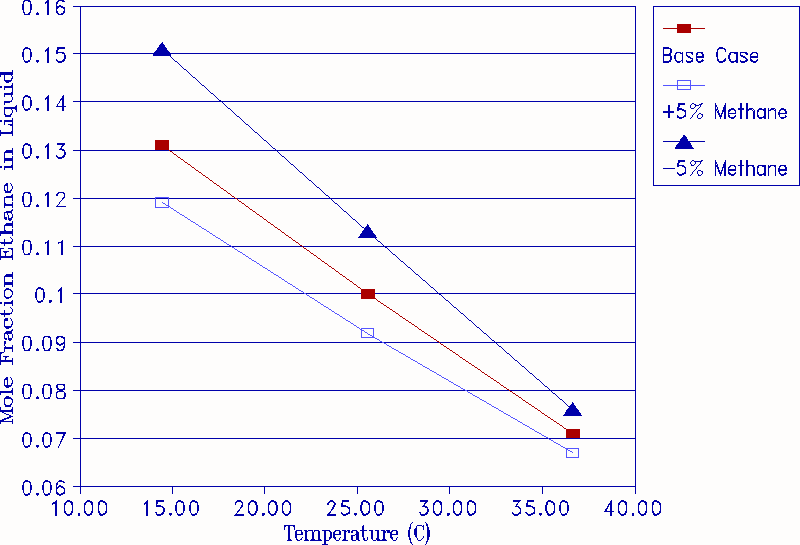 0.16
0.15
0.14
0.13
0.12
0.11
0.1
0.09
0.08
0.07
0.06
Mole Fraction Ethane in Liquid
10.00 15.00 20.00 25.00 30.00 35.00 40.00
Temperature (C)
Base Case
+5% Methane
-5% Methane